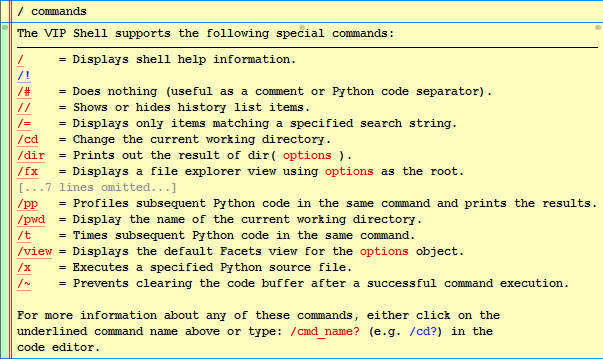 / commands
The VIP Shell supports the following special commands:
/ = Displays shell help information.
/!
/# = Does nothing (useful as a comment or Python code separator).
// = Shows or hides history list items.
/= = Displays only items matching a specified search string.
/cd = Change the current working directory.
/dir = Prints out the result of dir( options ).
/fx = Displays a file explorer view using options as the root.
[...7 lines omitted...]
/pp = Profiles subsequent Python code in the same command and prints the results.
/pwd = Display the name of the current working directory.
/t = Times subsequent Python code in the same command.
/view = Displays the default Facets view for the options object.
/x = Executes a specified Python source file.
/~ = Prevents clearing the code buffer after a successful command execution.
For more information about any of these commands, either click on the
underlined command name above or type: /cmd_name? (e.g. /cd?) in the
code editor.